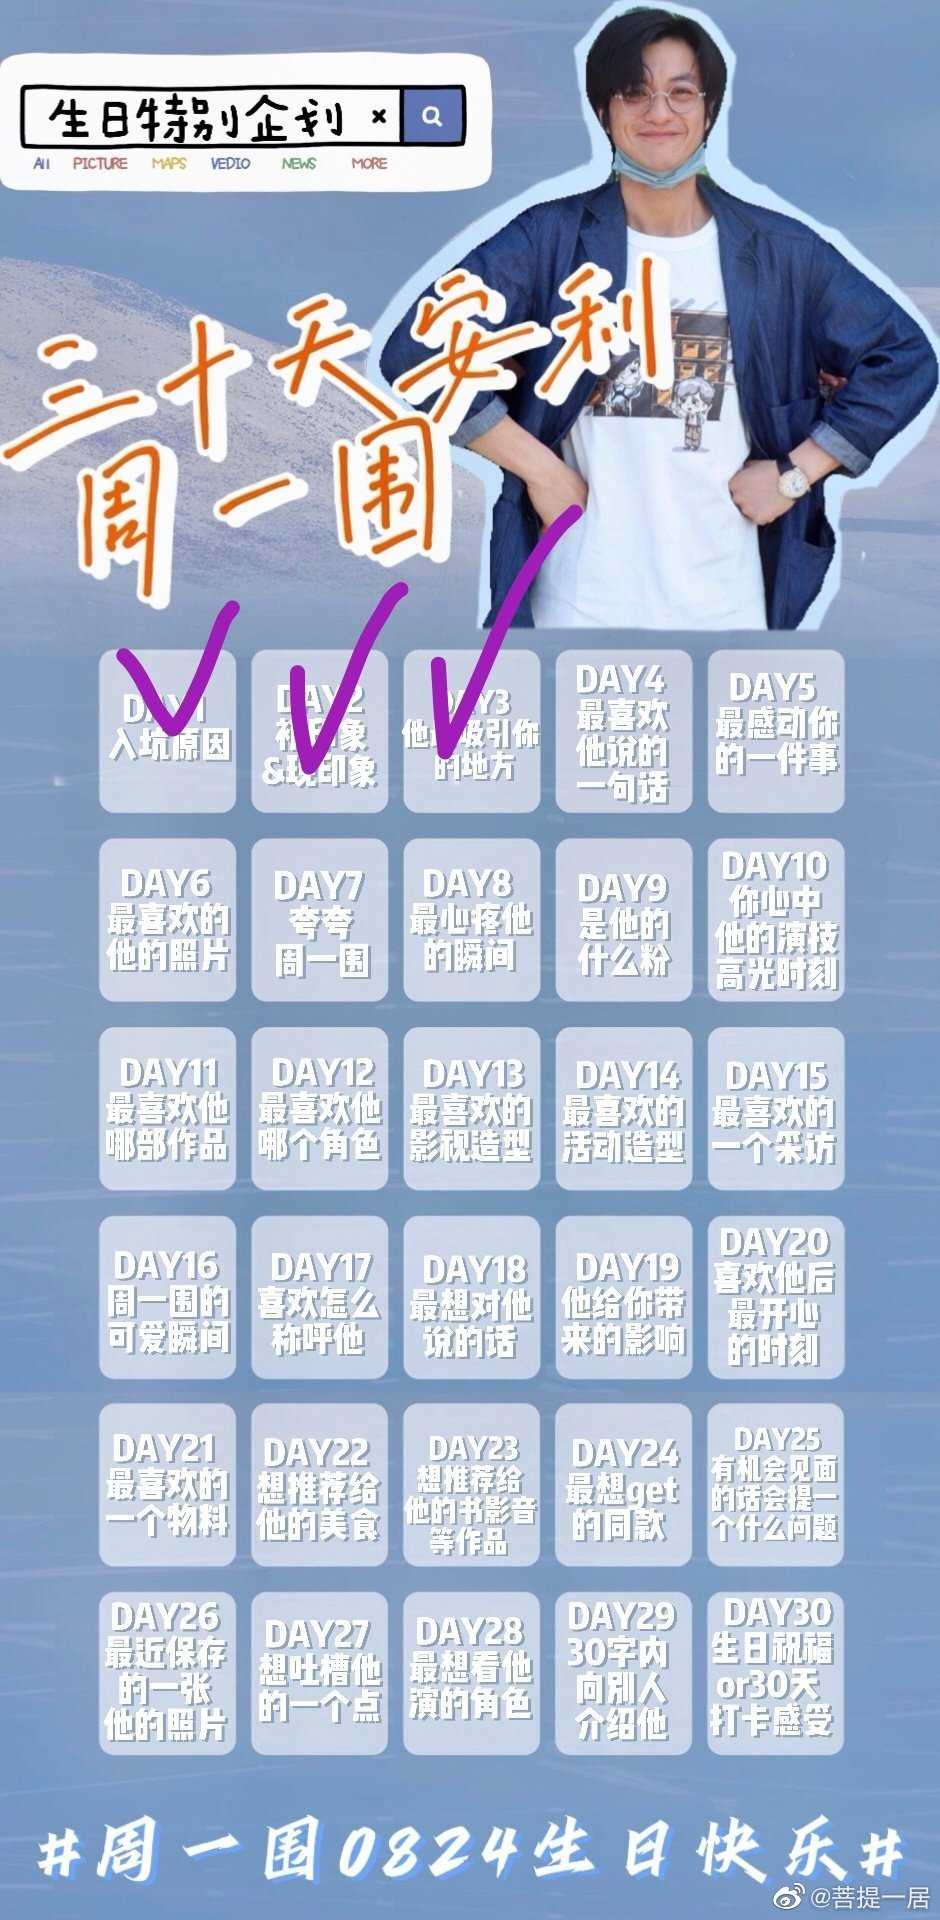 生日特别企划 ×
All PICTURE MAPS VEDIO NEWS MORE
三十天安利
周一围
DAY1
入坑原因
DAY2
初印象
&现印象
DAY3
他最吸引你
的地方
DAY4
最喜欢
他说的
一句话
DAY5
最感动你
的一件事
DAY6
最喜欢的
他的照片
DAY7
夸夸
周一围
DAY8
最心疼他
的瞬间
DAY9
是他的
什么粉
DAY10
你心中
他的演技
高光时刻
DAY11
最喜欢他
哪部作品
DAY12
最喜欢他
哪个角色
DAY13
最喜欢的
影视造型
DAY14
最喜欢的
活动造型
DAY15
最喜欢的
一个采访
DAY16
周一围的
可爱瞬间
DAY17
喜欢怎么
称呼他
DAY18
最想对他
说的话
DAY19
他给你带
来的影响
DAY20
喜欢他后
最开心
的时刻
DAY21
最喜欢的
一个物料
DAY22
想推荐给
他的美食
DAY23
想推荐给
他的书影音
等作品
DAY24
最想get
的同款
DAY25
有机会见面
的话会提一
个什么问题
DAY26
最近保存
的一张
他的照片
DAY27
想吐槽他
的一个点
DAY28
最想看他
演的角色
DAY29
30字内
向别人
介绍他
DAY30
生日祝福
or30天
打卡感受
#周一围0824生日快乐#
@菩提一居